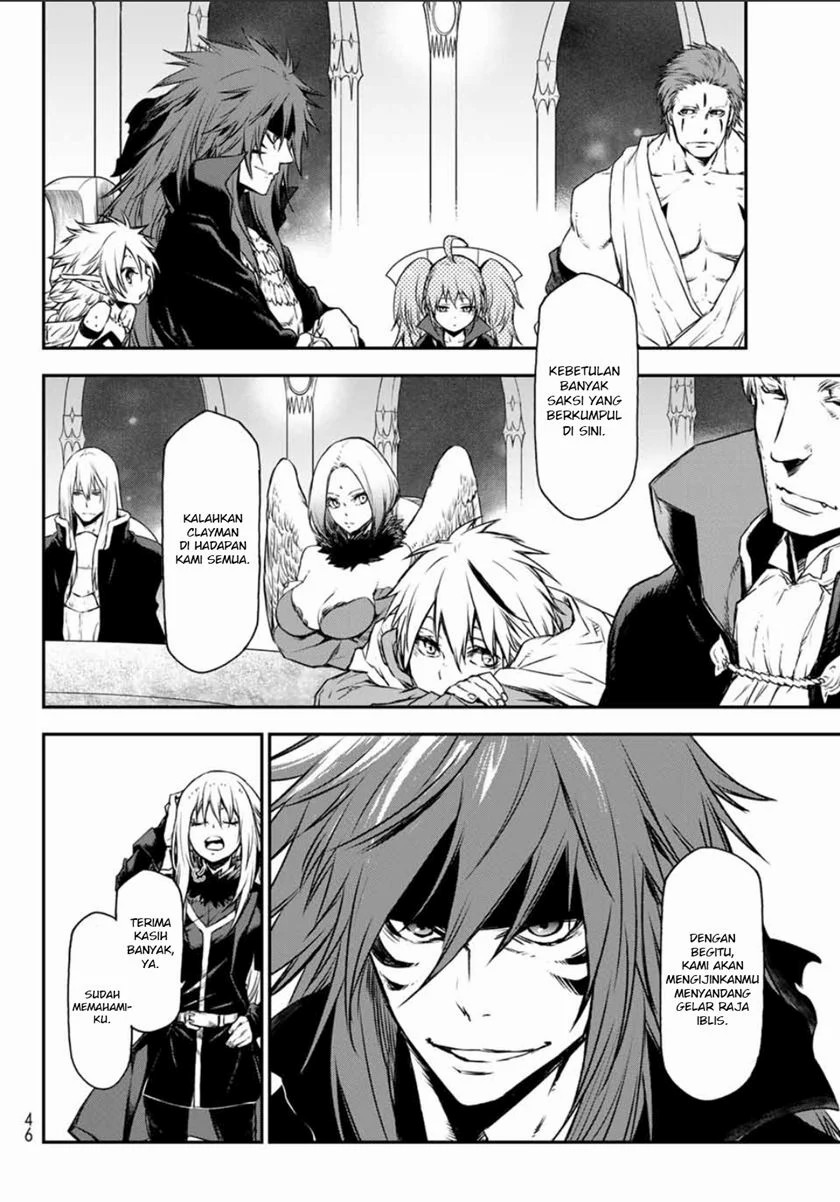 KEBETULAN
BANYAK
SAKSI YANG
BERKUMPUL
DI SINI.
KALAHKAN
CLAYMAN
DI HADAPAN
KAMI SEMUA.
DENGAN
BEGITU,
KAMI AKAN
MENGIJINKANMU
MENYANDANG
GELAR RAJA
IBLIS.
TERIMA
KASIH
BANYAK,
YA.
SUDAH
MEMAHAMI-
KU.
46